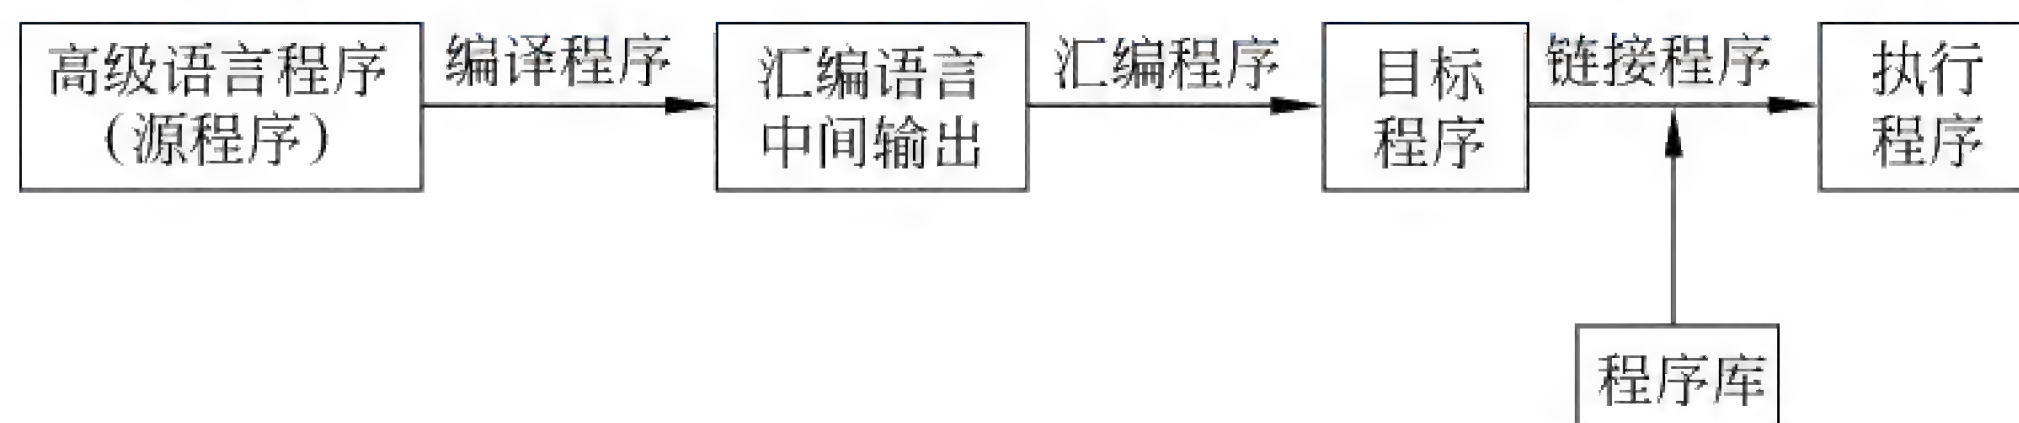 高级语言程序
（源程序）
编译程序
汇编语言
中间输出
汇编程序
目标
程序
链接程序
执行
程序
程序库